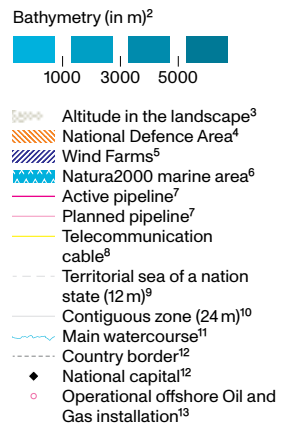 Bathymetry (in m)²
1000 3000 5000
Altitude in the landscape³
National Defence Area⁴
Wind Farms⁵
Natura2000 marine area⁶
Active pipeline⁷
Planned pipeline⁷
Telecommunication
cable⁸
Territorial sea of a nation
state (12 m)⁹
Contiguous zone (24 m)¹⁰
Main watercourse¹¹
Country border¹²
National capital¹²
Operational offshore Oil and
Gas installation¹³